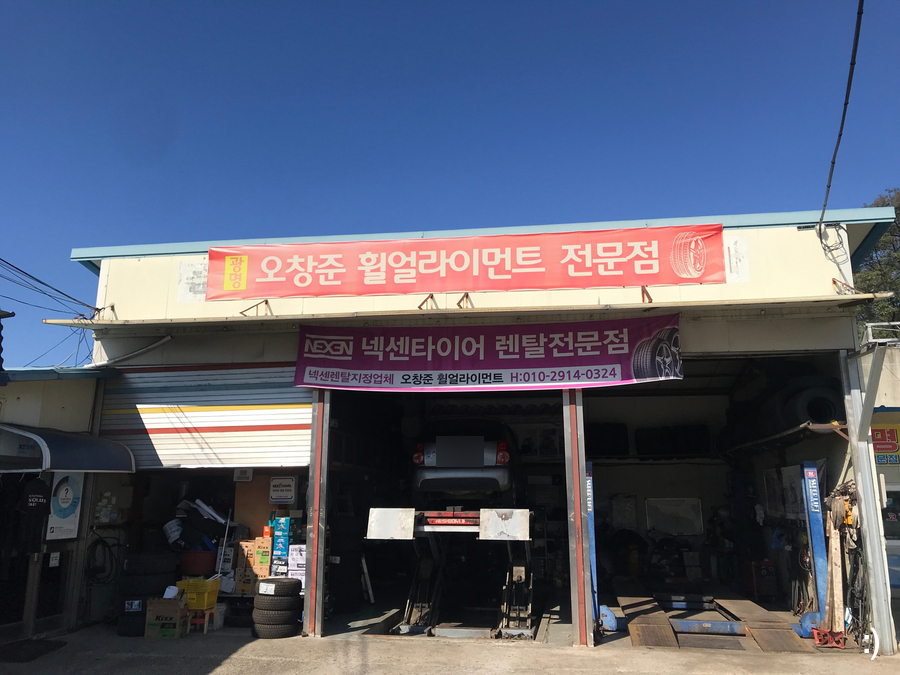 광명 오창준 휠얼라이먼트 전문점
NEXEN 넥센타이어 렌탈전문점
넥센렌탈지정업체 오창준 휠얼라이먼트 H:010-2914-0324
HESHBON
Kixx